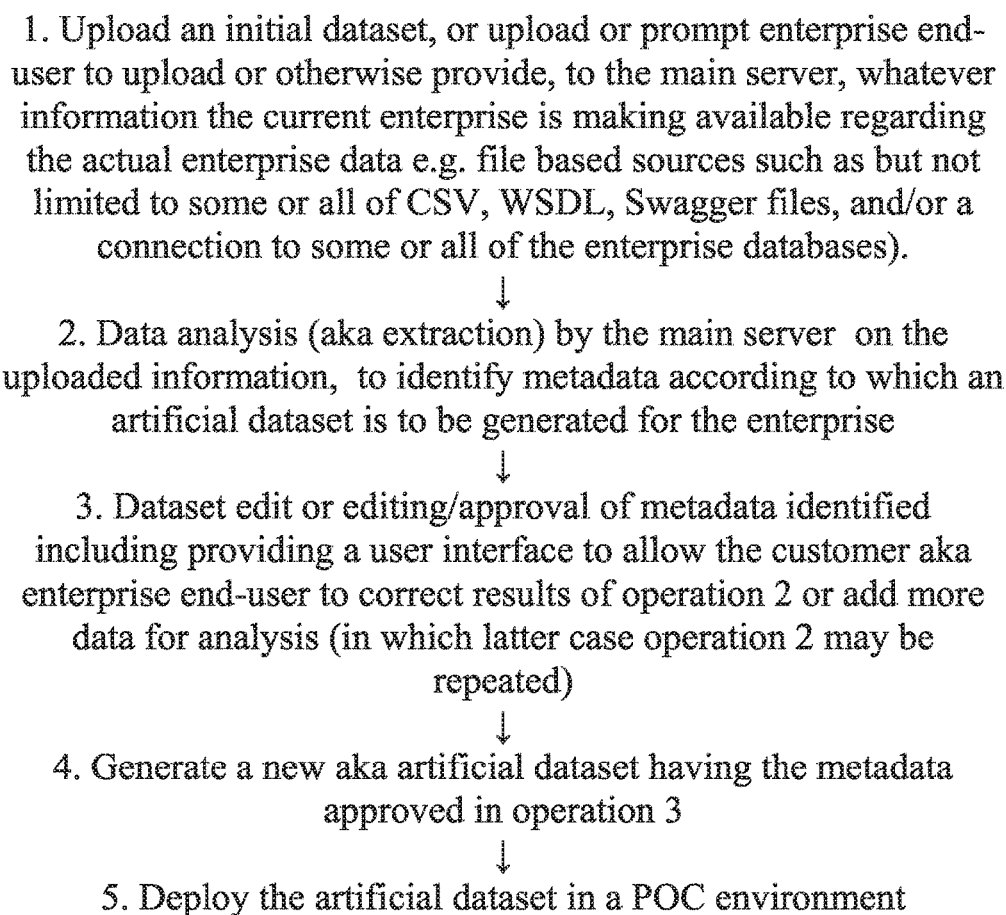 1. Upload an initial dataset, or upload or prompt enterprise end-
user to upload or otherwise provide, to the main server, whatever
information the current enterprise is making available regarding
the actual enterprise data e.g. file based sources such as but not
limited to some or all of CSV, WSDL, Swagger files, and/or a
connection to some or all of the enterprise databases).
↓
2. Data analysis (aka extraction) by the main server on the
uploaded information, to identify metadata according to which an
artificial dataset is to be generated for the enterprise
↓
3. Dataset edit or editing/approval of metadata identified
including providing a user interface to allow the customer aka
enterprise end-user to correct results of operation 2 or add more
data for analysis (in which latter case operation 2 may be
repeated)
↓
4. Generate a new aka artificial dataset having the metadata
approved in operation 3
↓
5. Deploy the artificial dataset in a POC environment